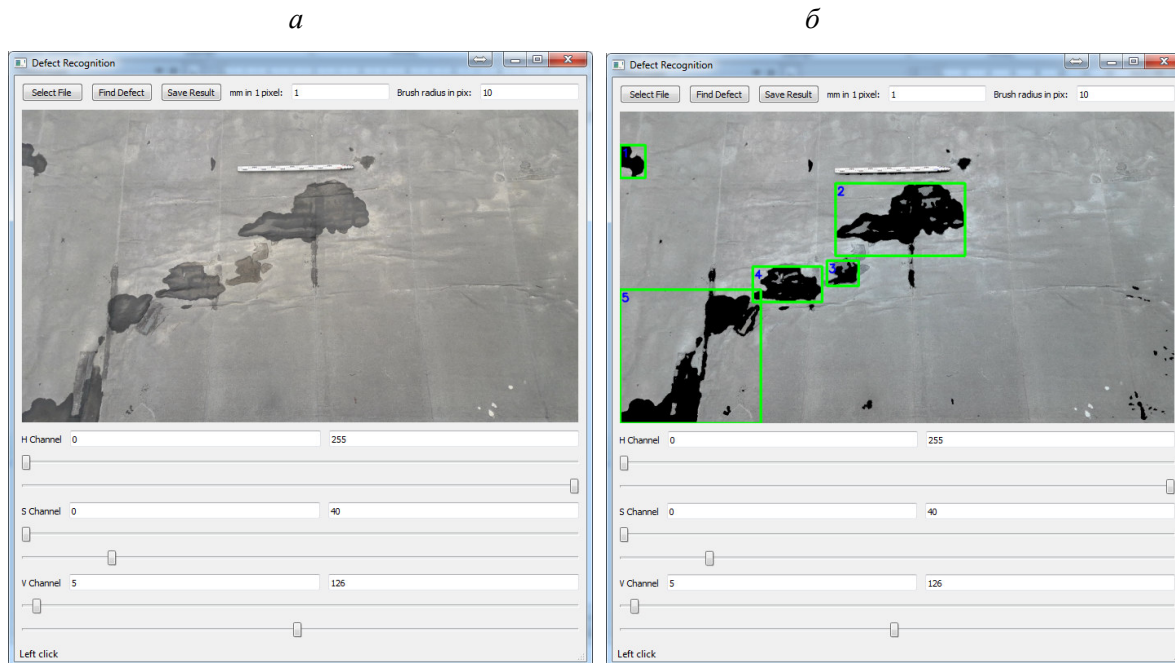 а
б
Defect Recognition
Select File Find Defect Save Result mm in 1 pixel: 1 Brush radius in pix: 10
H Channel 0 255
S Channel 0 40
V Channel 5 126
Left click
Defect Recognition
Select File Find Defect Save Result mm in 1 pixel: 1 Brush radius in pix: 10
2
3
4
5
H Channel 0 255
S Channel 0 40
V Channel 5 126
Left click